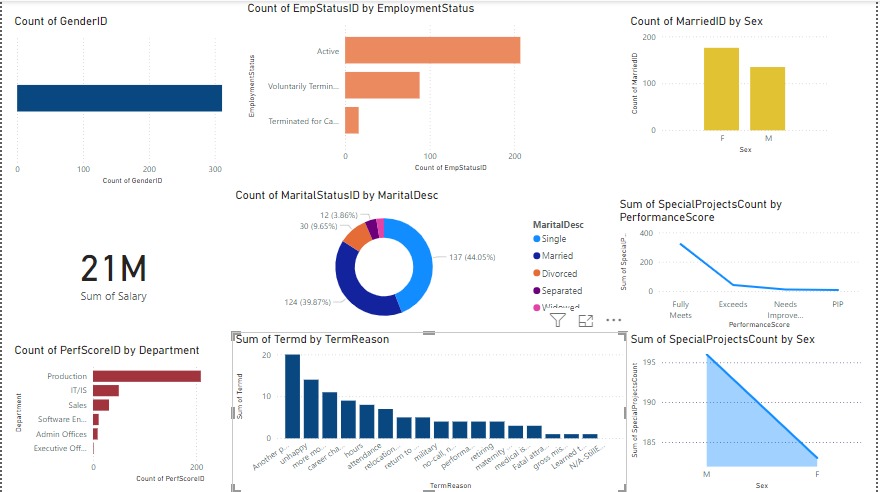 Count of GenderID
0
100
200
300
Count of GenderID
Count of EmpStatusID by EmploymentStatus
EmploymentStatus
Active
Voluntarily Termin...
Terminated for Ca...
0
100
200
Count of EmpStatusID
Count of MarriedID by Sex
Count of MarriedID
200
100
0
F
M
Sex
21M
Sum of Salary
Count of MaritalStatusID by MaritalDesc
12 (3.86%)
30 (9.65%)
137 (44.05%)
124 (39.87%)
MaritalDesc
Single
Married
Divorced
Separated
Widowed
Sum of SpecialProjectsCount by
PerformanceScore
Sum of SpecialP...
400
200
0
Fully
Meets
Exceeds
Needs
Improve...
PIP
PerformanceScore
Count of PerfScoreID by Department
Department
Production
IT/IS
Sales
Software En...
Admin Offices
Executive Off...
0
200
Count of PerfScoreID
Sum of Termd by TermReason
Sum of Termd
20
10
0
Another p...
unhappy
more mo...
career cha...
hours
attendance
relocation...
return to ...
military
no-call, n...
performa...
retiring
maternity ...
medical is...
Fatal attra...
gross mis...
Learned t...
N/A-StillE...
TermReason
Sum of SpecialProjectsCount by Sex
Sum of SpecialProjectsCount
195
190
185
M
F
Sex